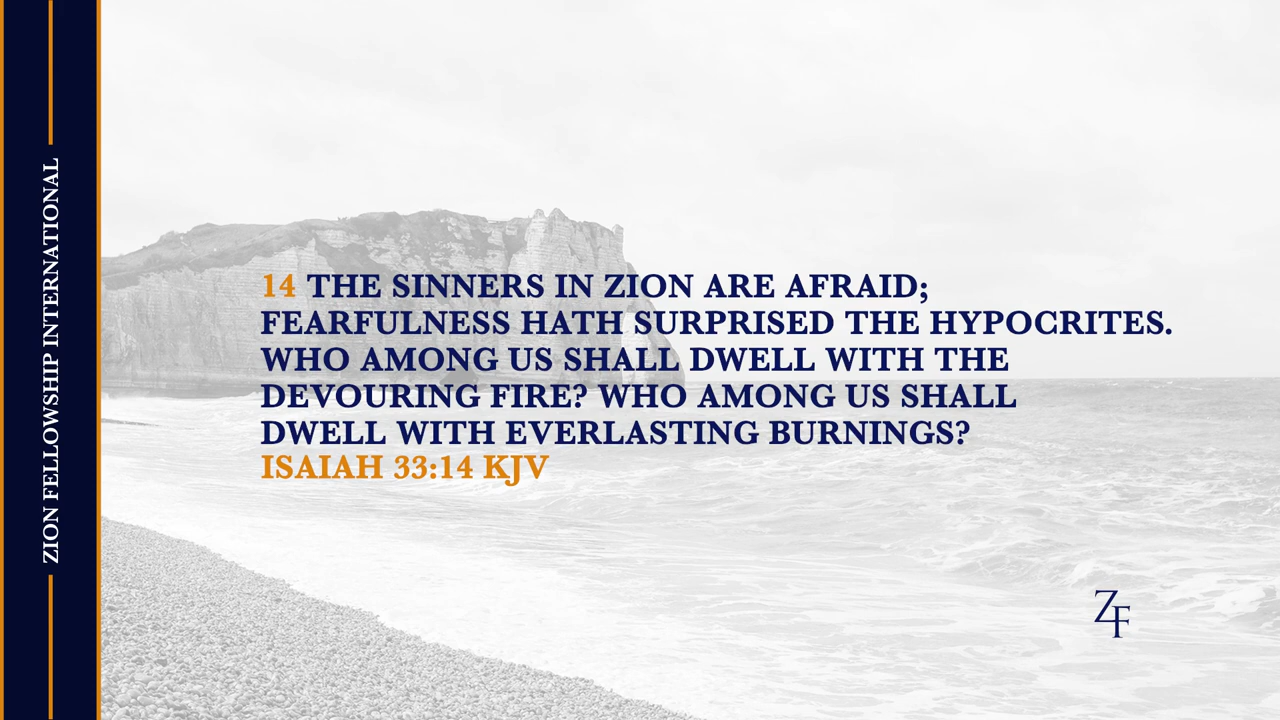 ZION FELLOWSHIP INTERNATIONAL
14 THE SINNERS IN ZION ARE AFRAID;
FEARFULNESS HATH SURPRISED THE HYPOCRITES.
WHO AMONG US SHALL DWELL WITH THE
DEVOURING FIRE? WHO AMONG US SHALL
DWELL WITH EVERLASTING BURNINGS?
ISAIAH 33:14 KJV
ZF